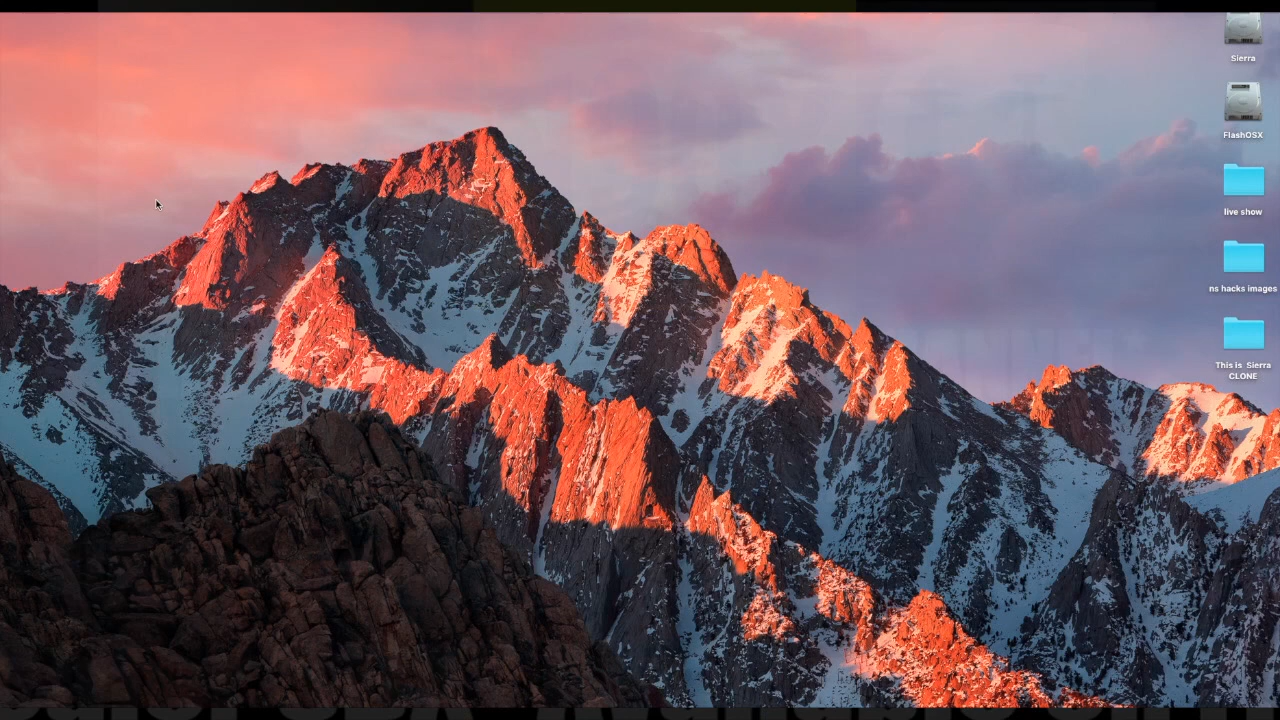 Sierra
FlashOSX
live show
ns hacks images
This is Sierra
CLONE